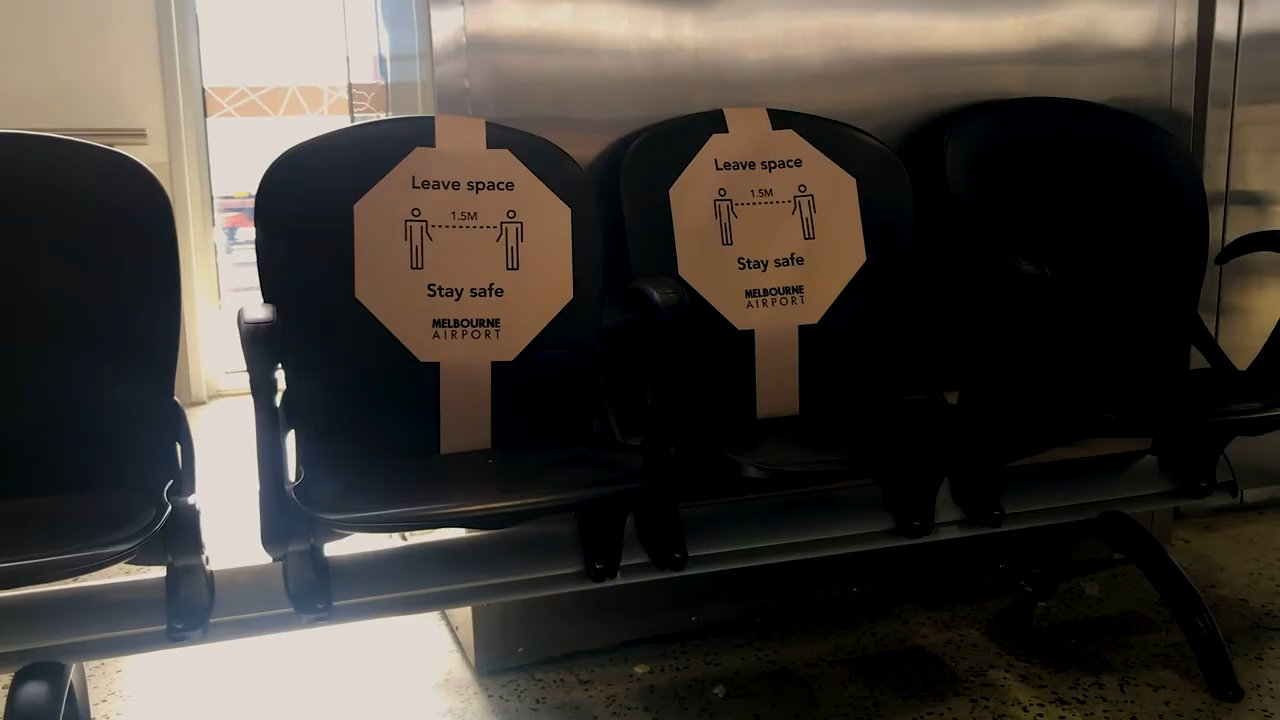 Leave space
1.5M
Stay safe
MELBOURNE
AIRPORT
Leave space
1.5M
Stay safe
MELBOURNE
AIRPORT